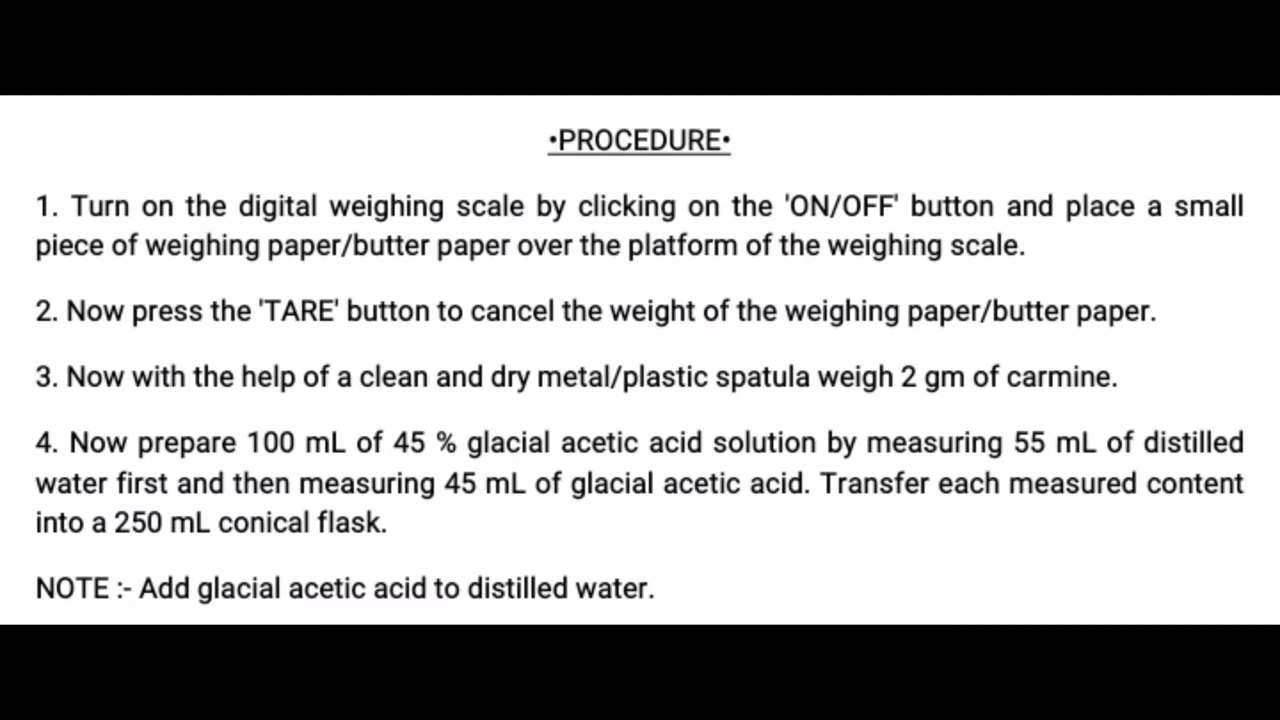 •PROCEDURE•
1. Turn on the digital weighing scale by clicking on the 'ON/OFF' button and place a small
piece of weighing paper/butter paper over the platform of the weighing scale.
2. Now press the 'TARE' button to cancel the weight of the weighing paper/butter paper.
3. Now with the help of a clean and dry metal/plastic spatula weigh 2 gm of carmine.
4. Now prepare 100 mL of 45 % glacial acetic acid solution by measuring 55 mL of distilled
water first and then measuring 45 mL of glacial acetic acid. Transfer each measured content
into a 250 mL conical flask.
NOTE :- Add glacial acetic acid to distilled water.